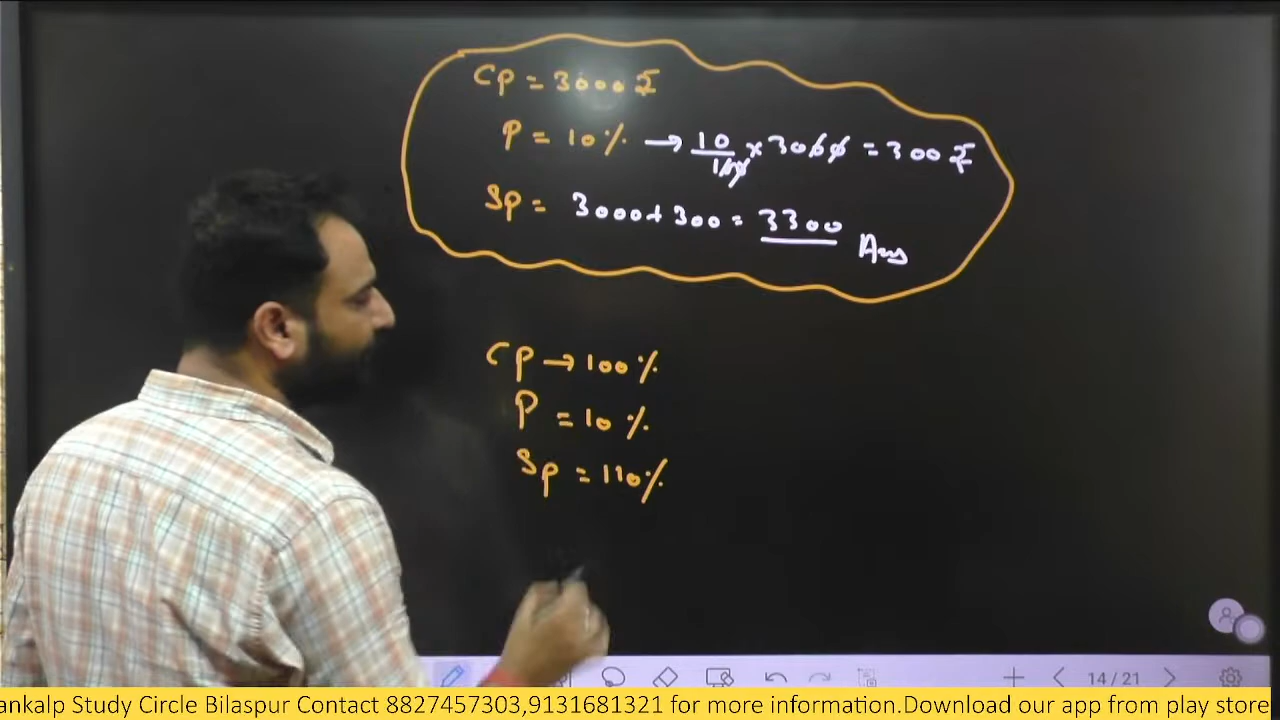 CP = 3000 ₹
P = 10% → 10/100 × 3000 = 300 ₹
SP = 3000 + 300 = 3300 Ans
CP → 100%
P = 10%
SP = 110%
14/21
ankalp Study Circle Bilaspur Contact 8827457303,9131681321 for more information.Download our app from play store